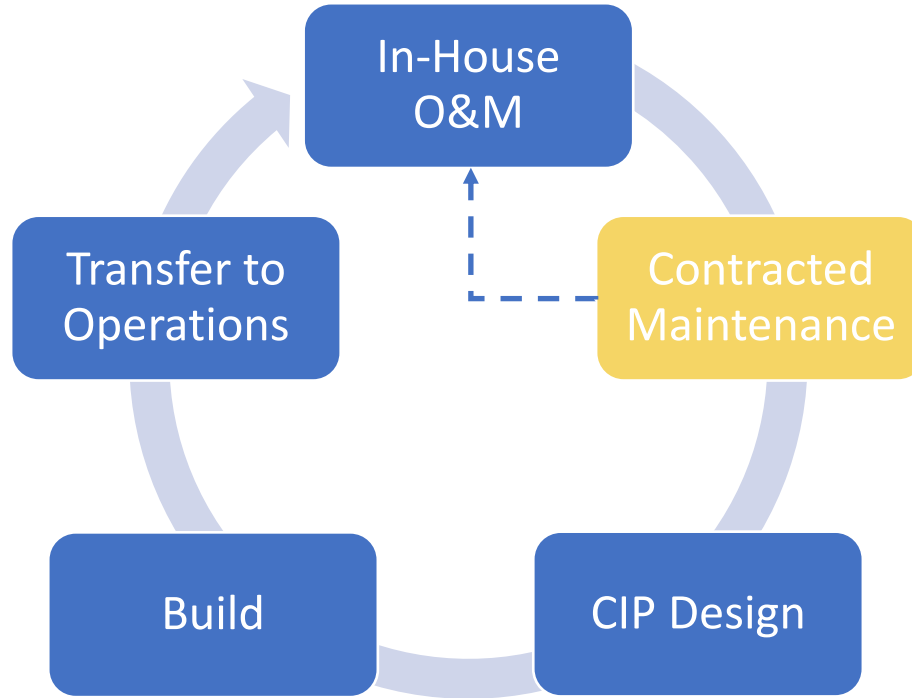 In-House
O&M
Transfer to
Operations
Contracted
Maintenance
Build
CIP Design